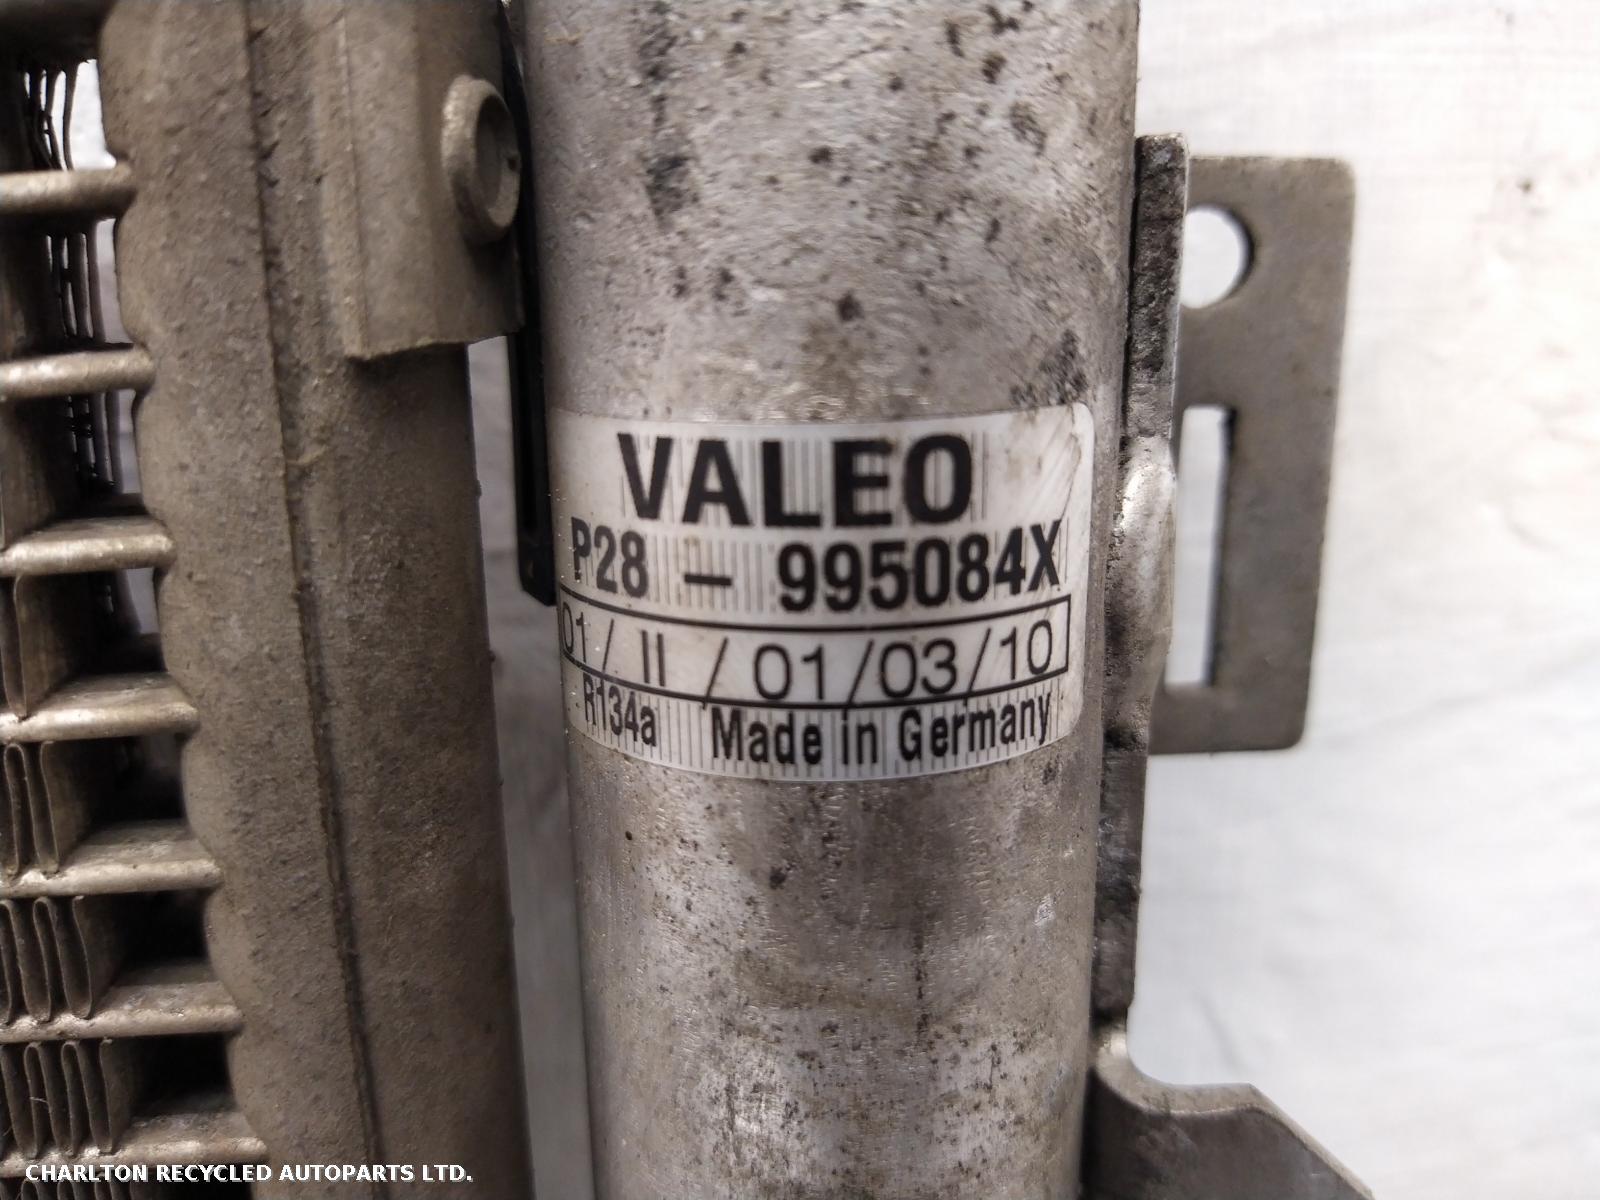 VALEO
P28 – 995084X
01 / II / 01/03/10
R134a Made in Germany
CHARLTON RECYCLED AUTOPARTS LTD.